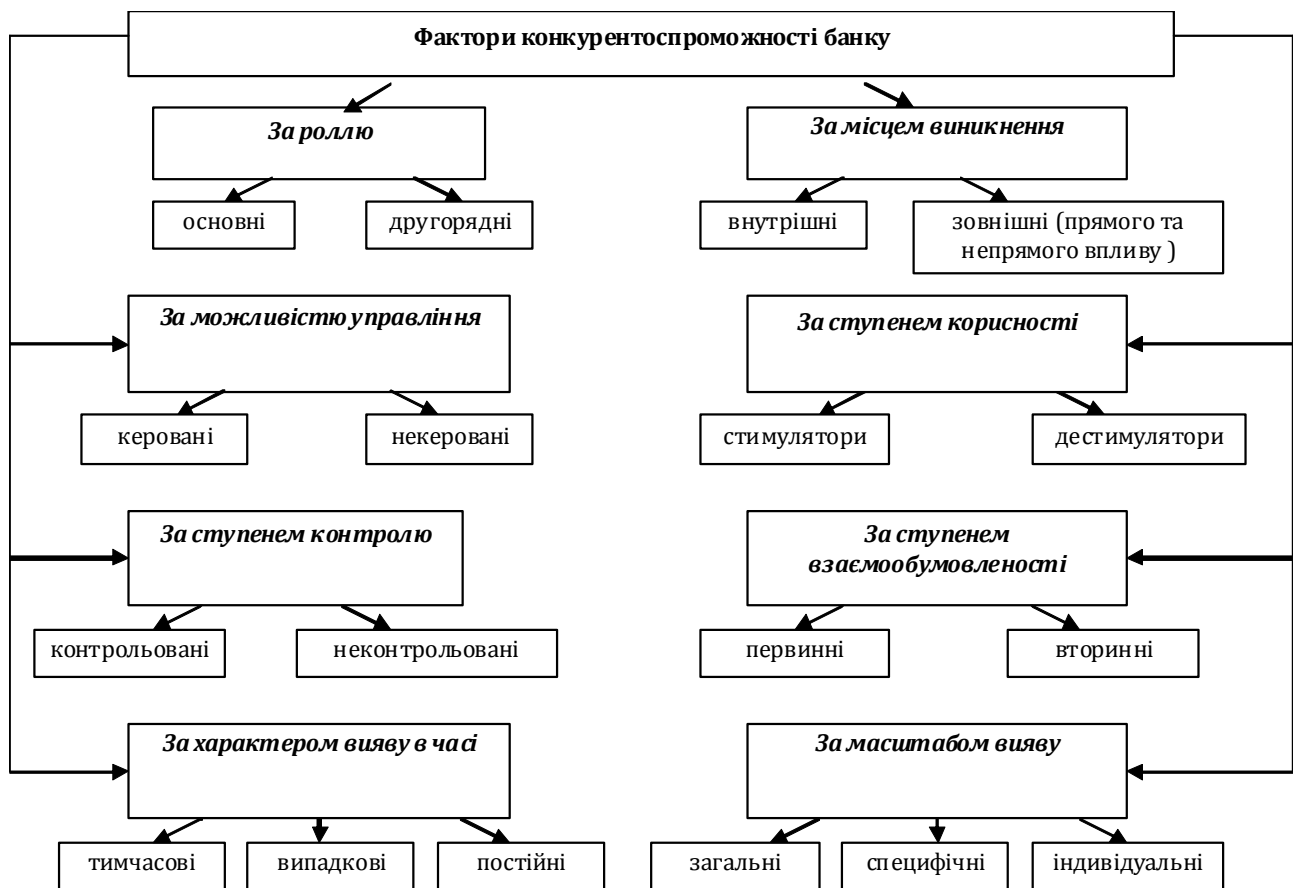 Фактори конкурентоспроможності банку
За роллю
За місцем виникнення
основні
другорядні
внутрішні
зовнішні (прямого та
непрямого впливу )
За можливістю управління
За ступенем корисності
керовані
некеровані
стимулятори
дестимулятори
За ступенем контролю
За ступенем
взаємообумовленості
контрольовані
неконтрольовані
первинні
вторинні
За характером вияву в часі
За масштабом вияву
тимчасові
випадкові
постійні
загальні
специфічні
індивідуальні